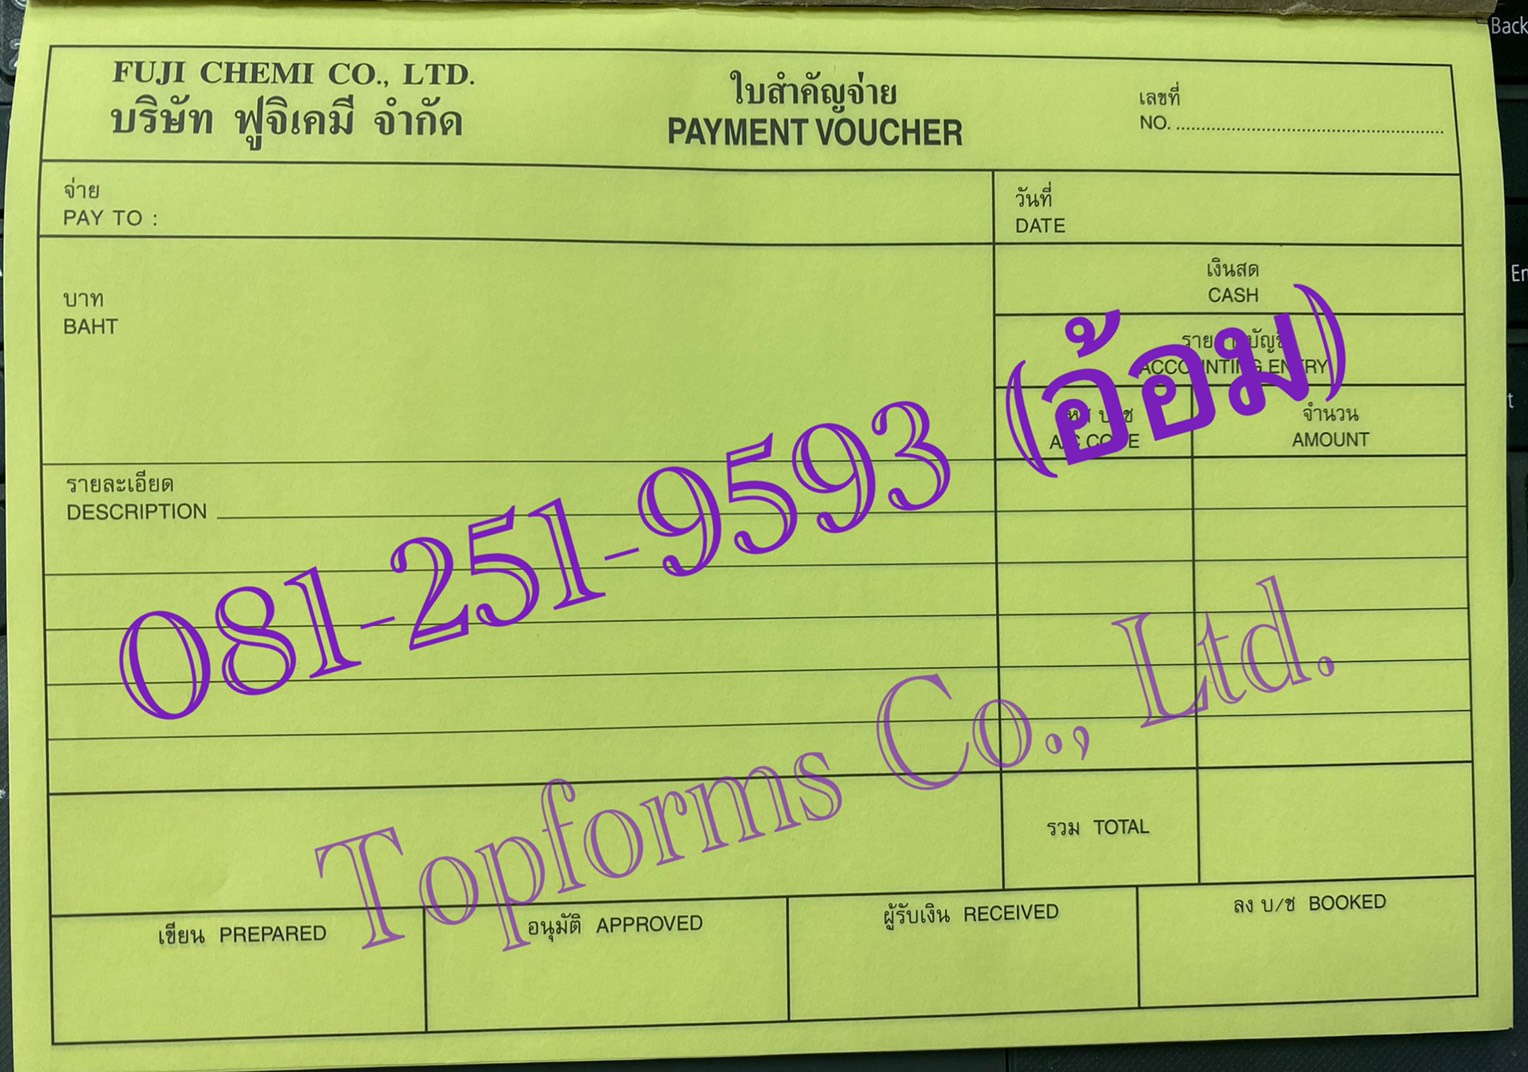 FUJI CHEMI CO., LTD.
บริษัท ฟูจิเคมี จำกัด
ใบสำคัญจ่าย
PAYMENT VOUCHER
เลขที่
NO.
จ่าย
PAY TO :
วันที่
DATE
บาท
BAHT
เงินสด
CASH
ACCOUNTING ENTRY
A/C CODE
จำนวน
AMOUNT
รายละเอียด
DESCRIPTION
081-251-9593 (อ้อม)
Topforms Co., Ltd.
รวม TOTAL
เขียน PREPARED
อนุมัติ APPROVED
ผู้รับเงิน RECEIVED
ลง บ/ช BOOKED
Back